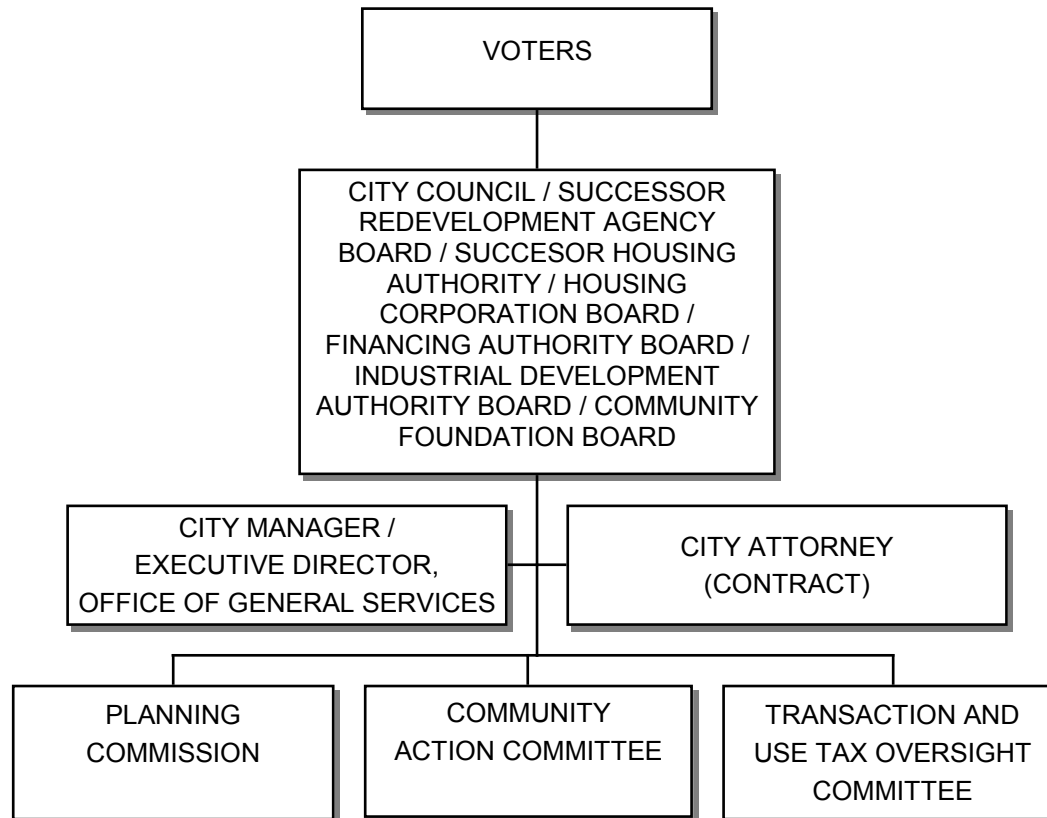 VOTERS
CITY COUNCIL / SUCCESSOR
REDEVELOPMENT AGENCY
BOARD / SUCCESOR HOUSING
AUTHORITY / HOUSING
CORPORATION BOARD /
FINANCING AUTHORITY BOARD /
INDUSTRIAL DEVELOPMENT
AUTHORITY BOARD / COMMUNITY
FOUNDATION BOARD
CITY MANAGER /
EXECUTIVE DIRECTOR,
OFFICE OF GENERAL SERVICES
CITY ATTORNEY
(CONTRACT)
PLANNING
COMMISSION
COMMUNITY
ACTION COMMITTEE
TRANSACTION AND
USE TAX OVERSIGHT
COMMITTEE